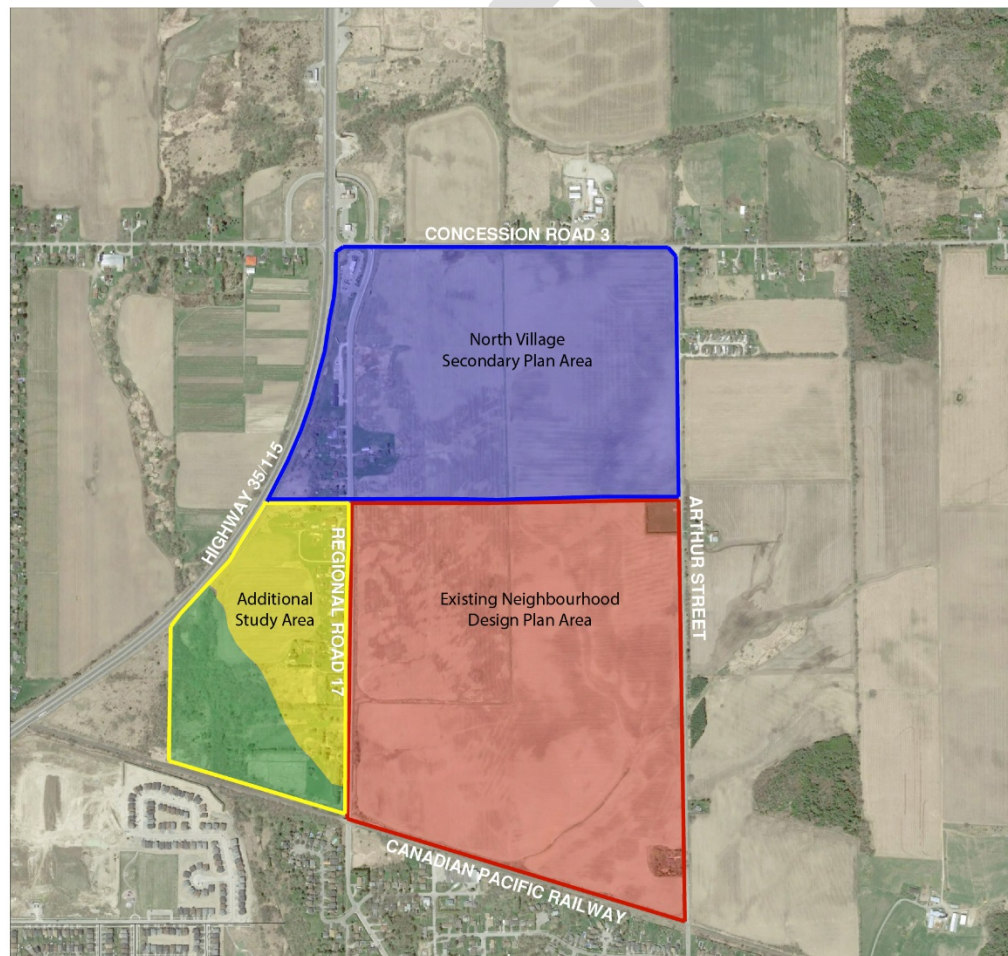 CONCESSION ROAD 3
North Village
Secondary Plan Area
HIGHWAY 35/115
REGIONAL ROAD 17
ARTHUR STREET
Additional
Study Area
Existing Neighbourhood
Design Plan Area
CANADIAN PACIFIC RAILWAY